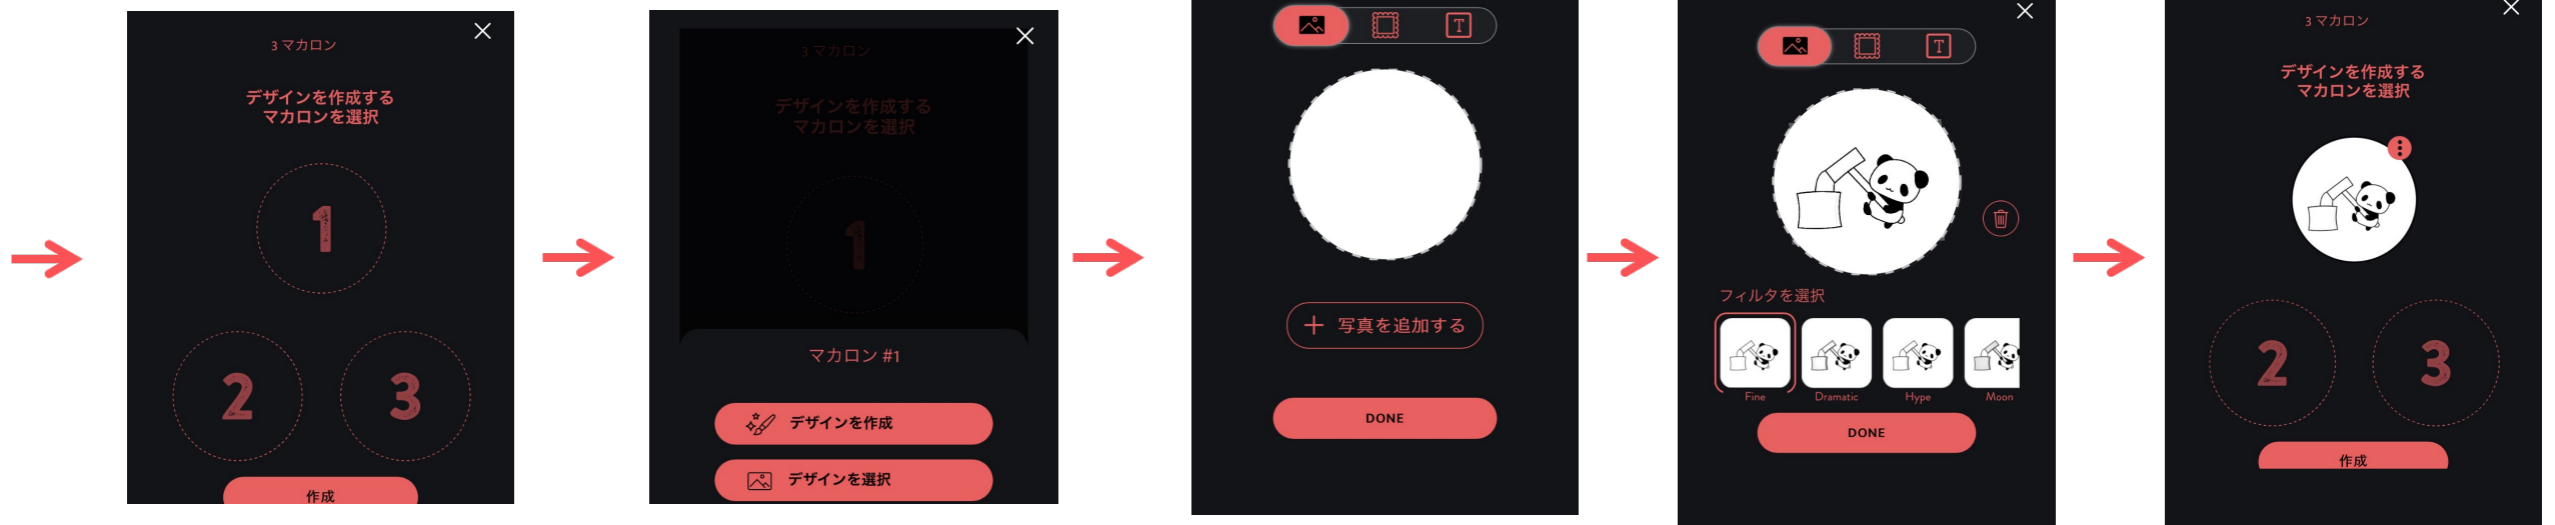 3 マカロン
デザインを作成する
マカロンを選択
1
2
3
作成
3 マカロン
デザインを作成する
マカロンを選択
1
マカロン #1
デザインを作成
デザインを選択
T
+ 写真を追加する
DONE
T
フィルタを選択
Fine
Dramatic
Hype
Moon
DONE
3 マカロン
デザインを作成する
マカロンを選択
2
3
作成